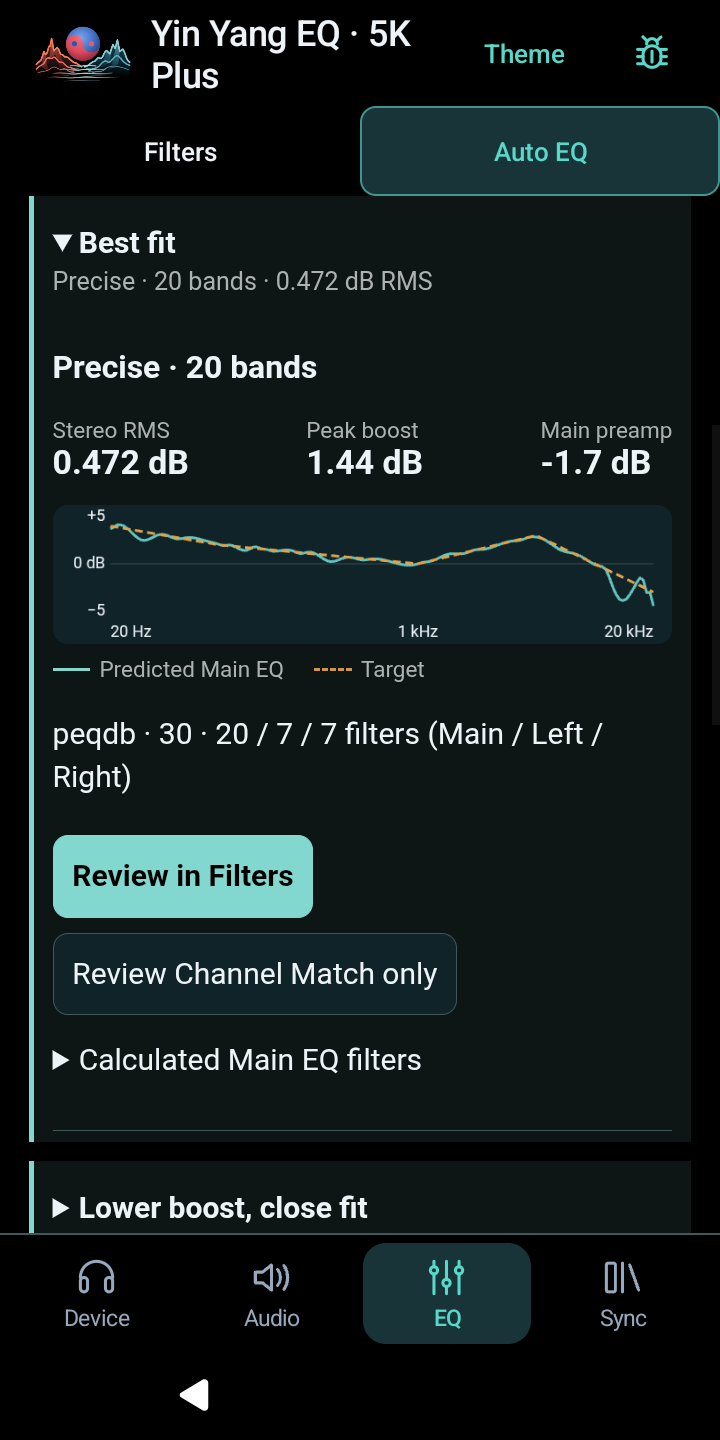 Yin Yang EQ · 5K
Plus
Theme
Filters
Auto EQ
▼ Best fit
Precise · 20 bands · 0.472 dB RMS
Precise · 20 bands
Stereo RMS
0.472 dB
Peak boost
1.44 dB
Main preamp
-1.7 dB
+5
0 dB
−5
20 Hz
1 kHz
20 kHz
Predicted Main EQ
Target
peqdb · 30 · 20 / 7 / 7 filters (Main / Left /
Right)
Review in Filters
Review Channel Match only
▶ Calculated Main EQ filters
▶ Lower boost, close fit
Device
Audio
EQ
Sync